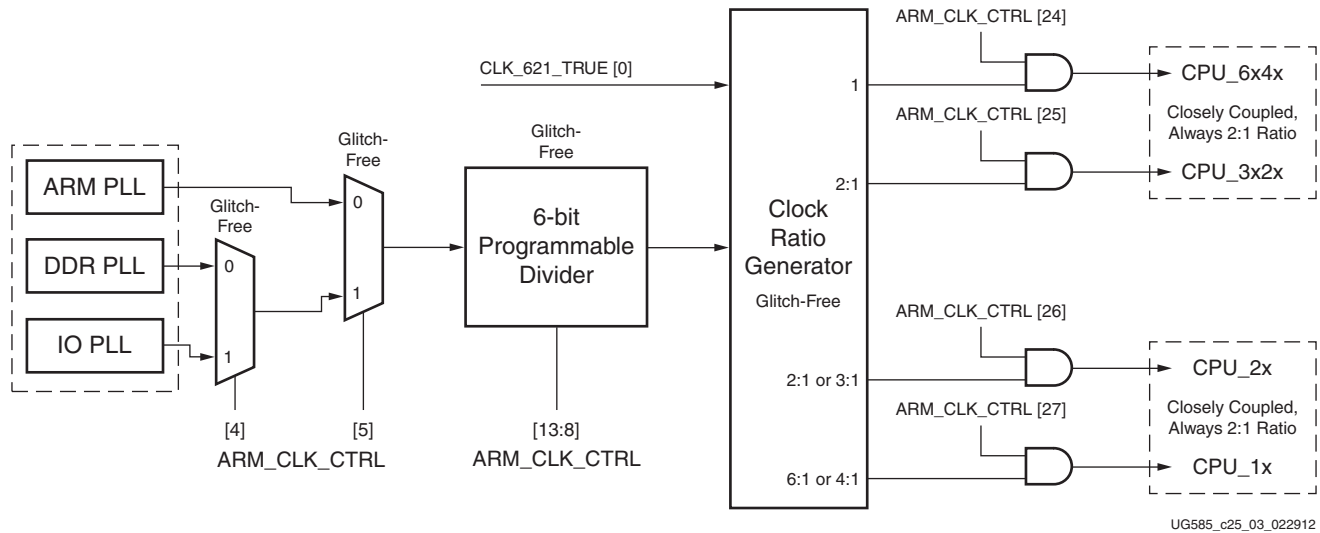 ARM_CLK_CTRL [24]
CLK_621_TRUE [0]
1
CPU_6x4x
Closely Coupled,
Always 2:1 Ratio
ARM_CLK_CTRL [25]
2:1
CPU_3x2x
Glitch-
Free
Glitch-
Free
ARM PLL
0
Glitch-
Free
DDR PLL
0
1
IO PLL
1
6-bit
Programmable
Divider
Clock
Ratio
Generator
Glitch-Free
ARM_CLK_CTRL [26]
2:1 or 3:1
CPU_2x
Closely Coupled,
Always 2:1 Ratio
ARM_CLK_CTRL [27]
6:1 or 4:1
CPU_1x
[4]
[5]
ARM_CLK_CTRL
[13:8]
ARM_CLK_CTRL
UG585_c25_03_022912